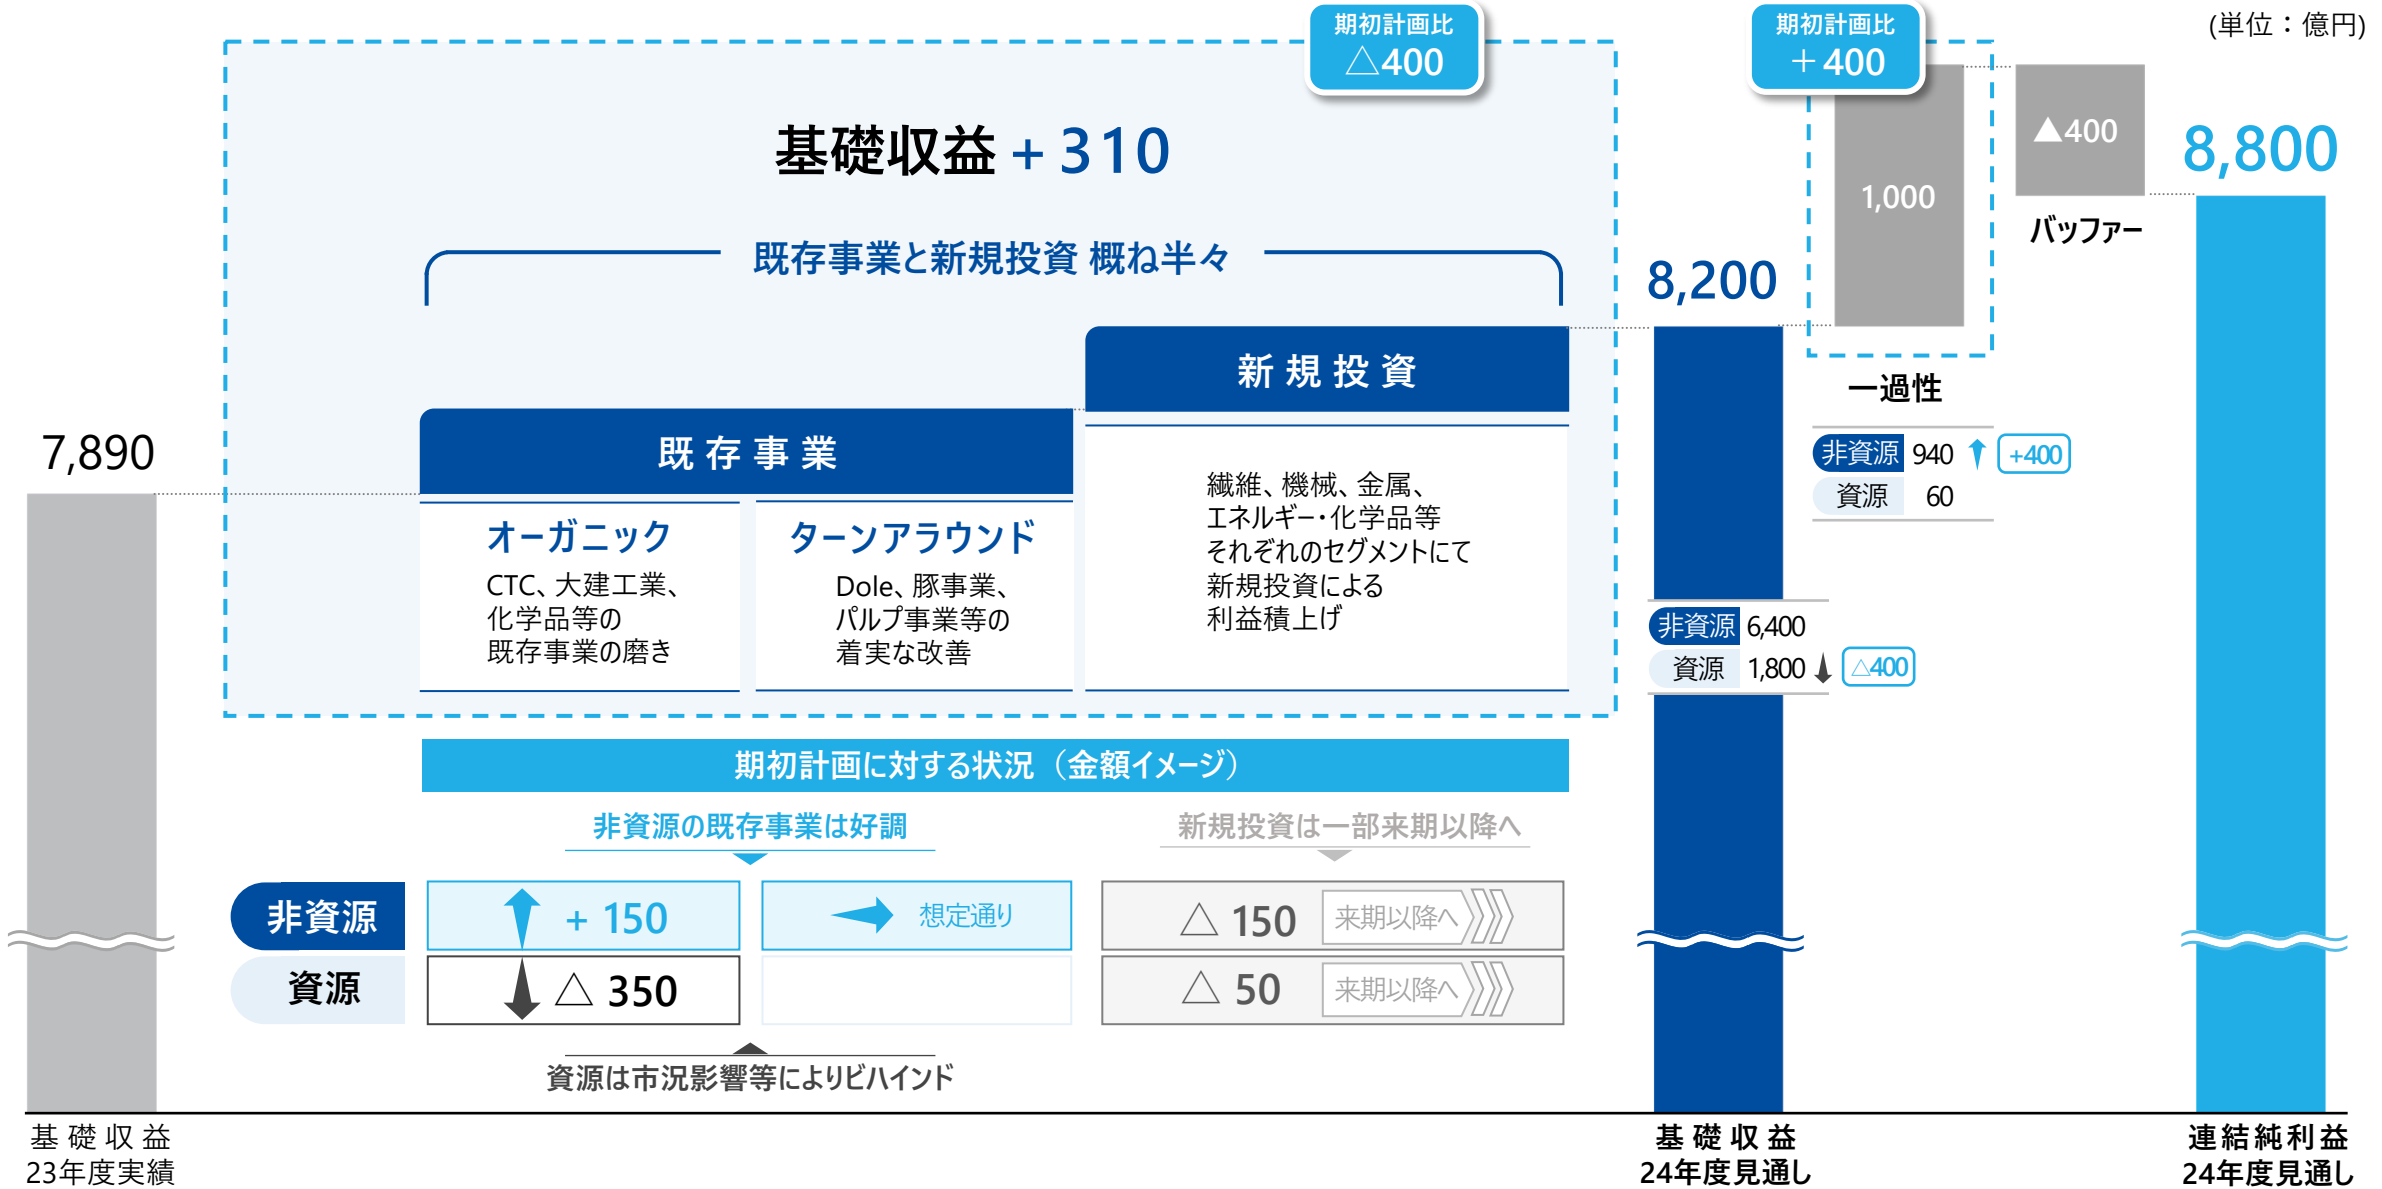 (単位：億円)
期初計画比
△400
期初計画比
＋400
基礎収益 + 310
既存事業と新規投資 概ね半々
7,890
既存事業
オーガニック
CTC、大建工業、
化学品等の
既存事業の磨き
ターンアラウンド
Dole、豚事業、
パルプ事業等の
着実な改善
新規投資
繊維、機械、金属、
エネルギー・化学品等
それぞれのセグメントにて
新規投資による
利益積上げ
8,200
非資源 6,400
資源 1,800 △400
1,000
一過性
非資源 940 +400
資源 60
▲400
バッファー
8,800
期初計画に対する状況（金額イメージ）
非資源の既存事業は好調
新規投資は一部来期以降へ
非資源 + 150 想定通り △ 150 来期以降へ
資源 △ 350 △ 50 来期以降へ
資源は市況影響等によりビハインド
基礎収益
23年度実績
基礎収益
24年度見通し
連結純利益
24年度見通し